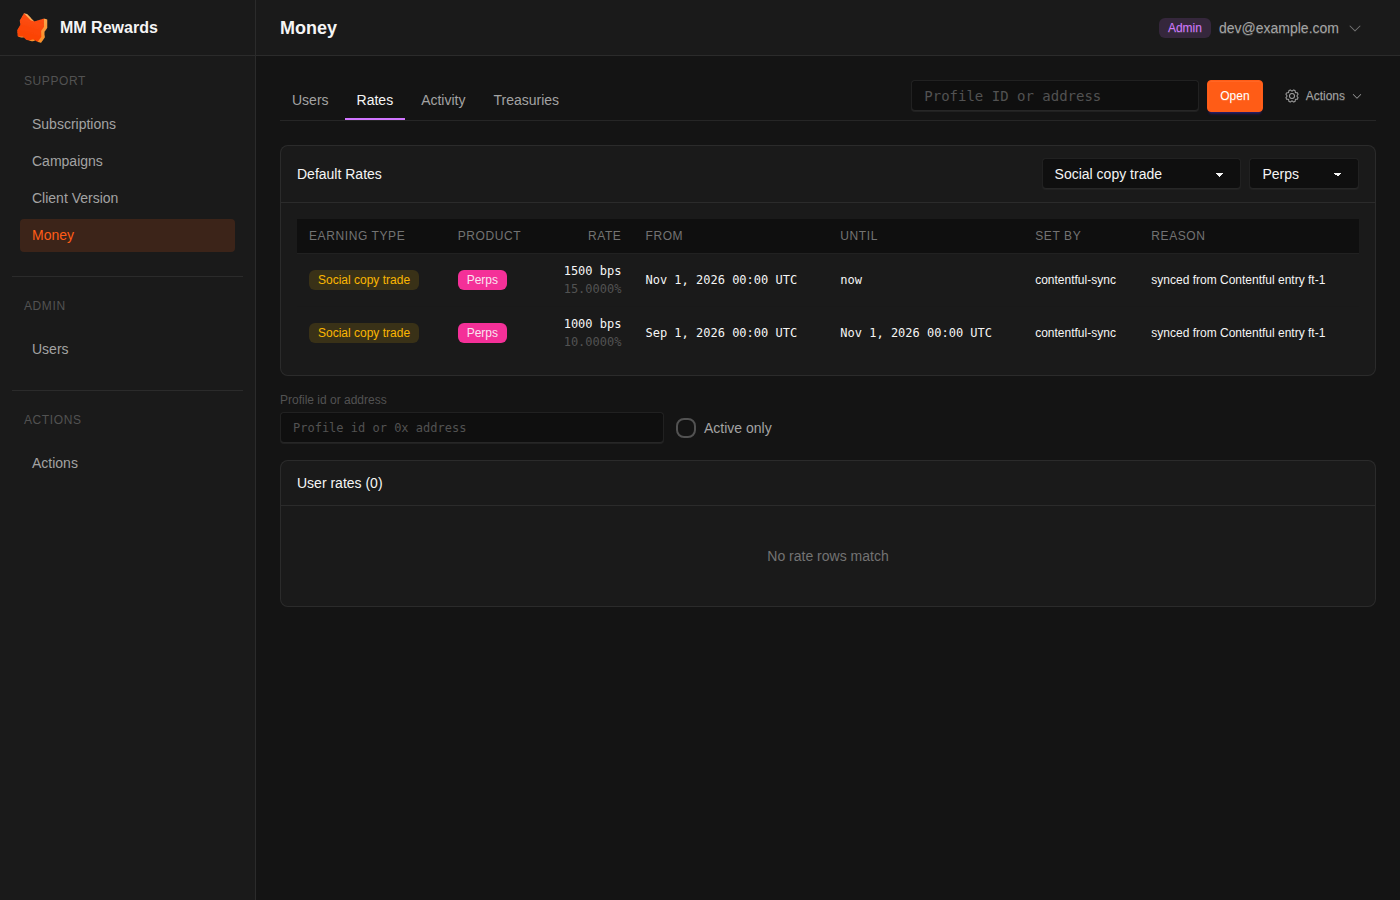 MM Rewards
Money
Admin dev@example.com
SUPPORT
Subscriptions
Campaigns
Client Version
Money
ADMIN
Users
ACTIONS
Actions
Users Rates Activity Treasuries
Profile ID or address
Open
Actions
Default Rates
Social copy trade
Perps
EARNING TYPE PRODUCT RATE FROM UNTIL SET BY REASON
Social copy trade Perps 1500 bps Nov 1, 2026 00:00 UTC now contentful-sync synced from Contentful entry ft-1
15.0000%
Social copy trade Perps 1000 bps Sep 1, 2026 00:00 UTC Nov 1, 2026 00:00 UTC contentful-sync synced from Contentful entry ft-1
10.0000%
Profile id or address
Profile id or 0x address
Active only
User rates (0)
No rate rows match